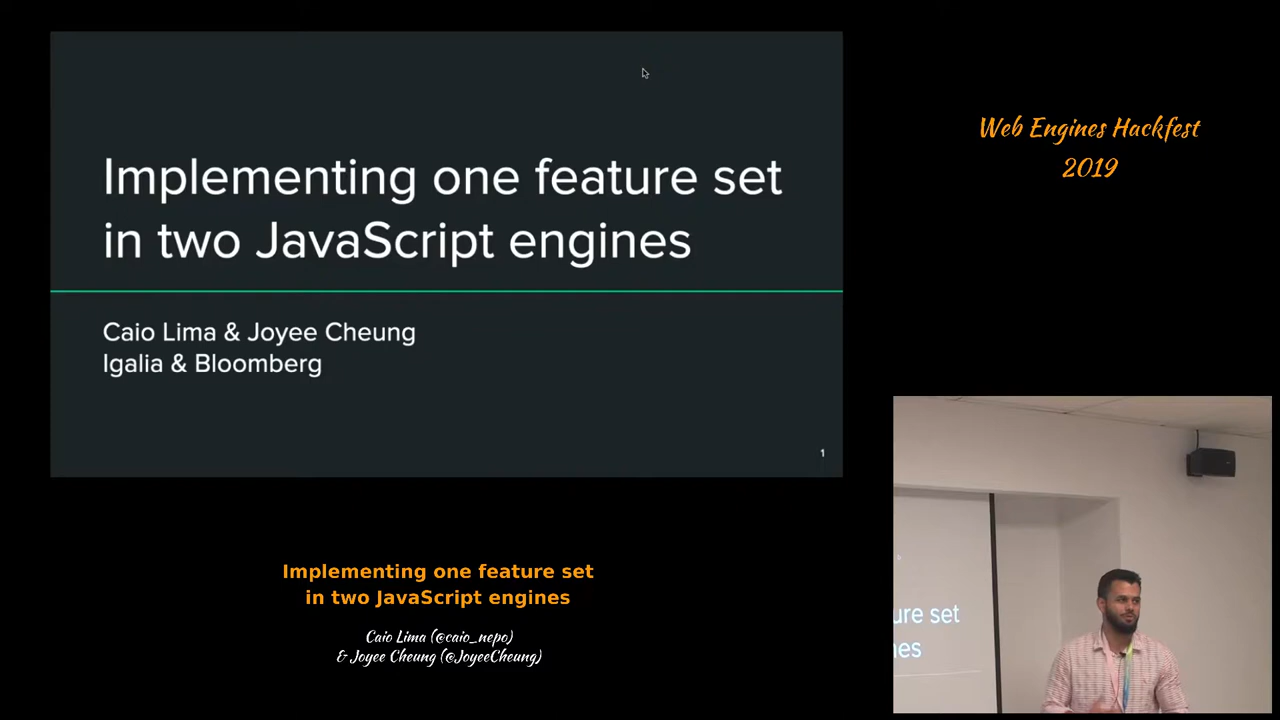 Implementing one feature set
in two JavaScript engines
Caio Lima & Joyee Cheung
Igalia & Bloomberg
1
Web Engines Hackfest
2019
Implementing one feature set
in two JavaScript engines
Caio Lima (@caio_nepo)
& Joyee Cheung (@JoyeeCheung)
ure set
nes